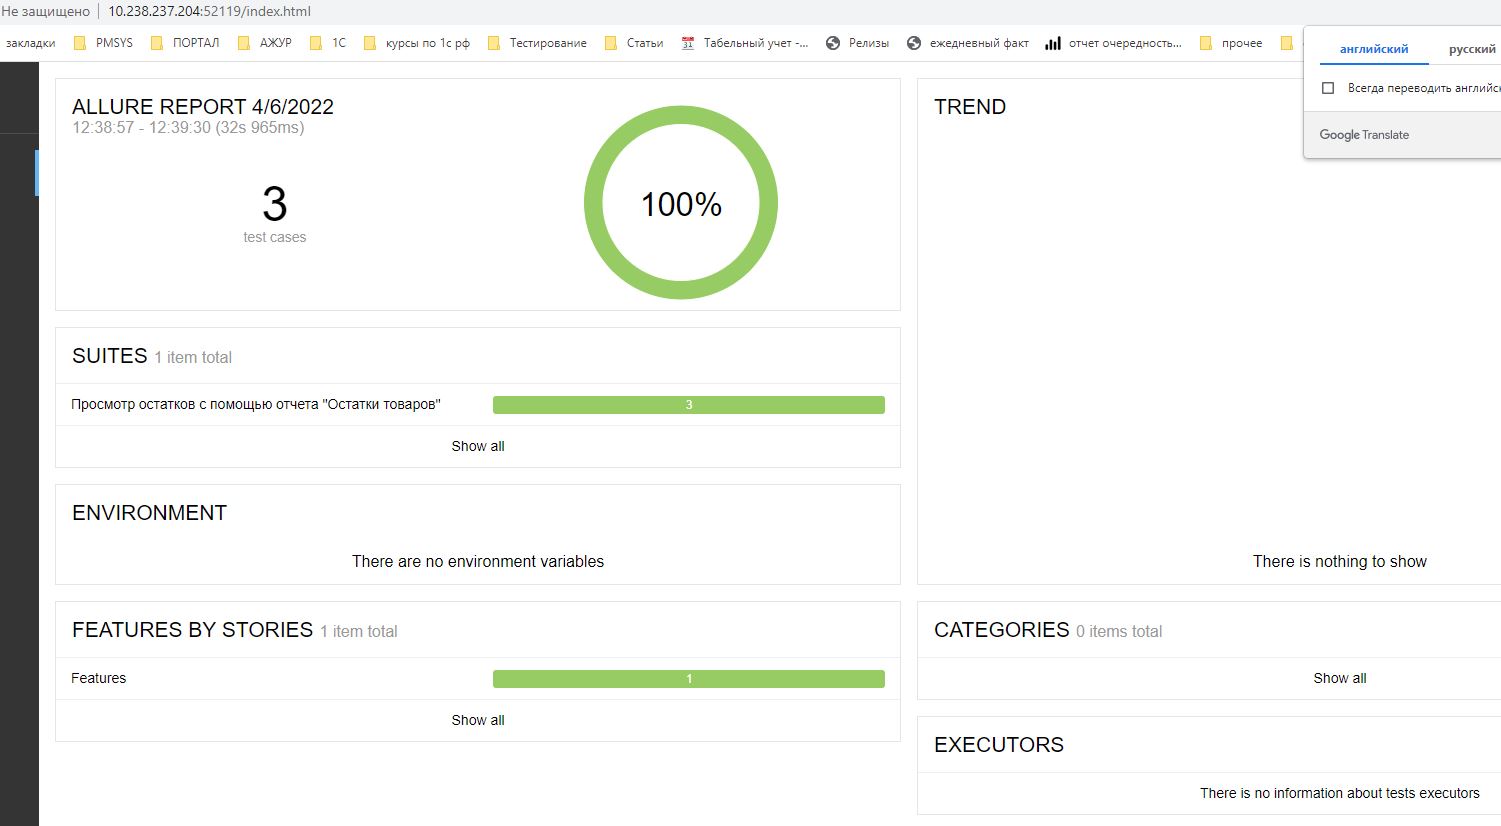 Не защищено 10.238.237.204:52119/index.html
закладки PMSYS ПОРТАЛ АЖУР 1С курсы по 1с рф Тестирование Статьи 31 Табельный учет -... Релизы ежедневный факт отчет очередность... прочее
английский русский
Всегда переводить английск
Google Translate
ALLURE REPORT 4/6/2022
12:38:57 - 12:39:30 (32s 965ms)
3
test cases
100%
TREND
There is nothing to show
SUITES 1 item total
Просмотр остатков с помощью отчета "Остатки товаров" 3
Show all
ENVIRONMENT
There are no environment variables
FEATURES BY STORIES 1 item total
Features 1
Show all
CATEGORIES 0 items total
Show all
EXECUTORS
There is no information about tests executors